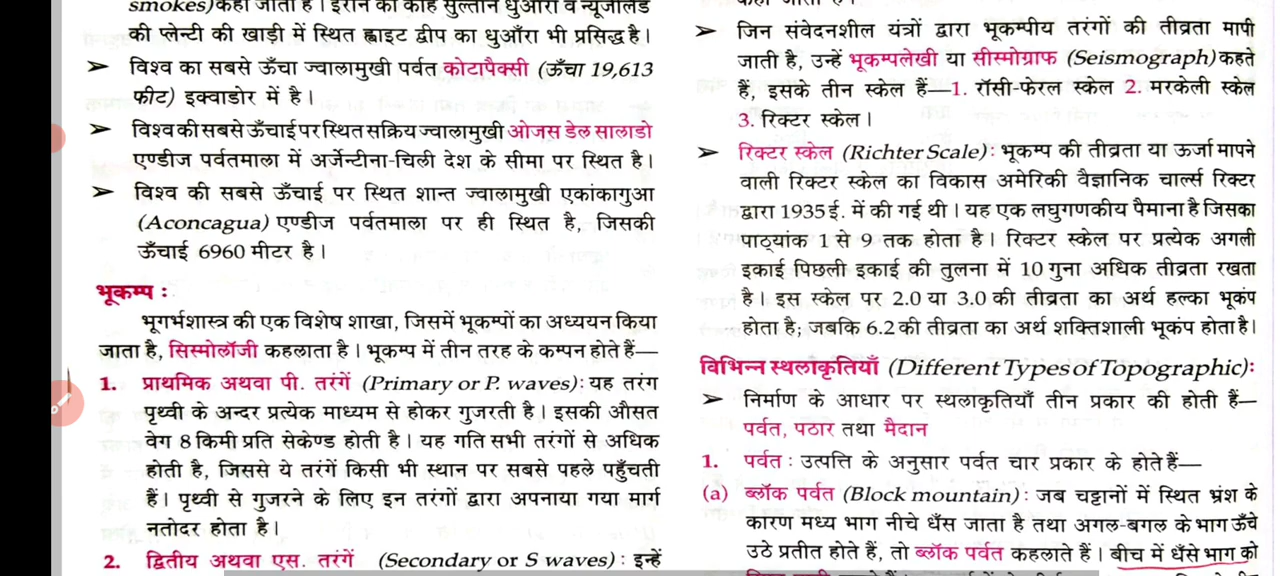 smokes) कहा जाता है। ईरान का कोह सुल्तान धुआँरा व न्यूजीलैंड
की प्लेन्टी की खाड़ी में स्थित ह्वाइट द्वीप का धुआँरा भी प्रसिद्ध है।
➤ विश्व का सबसे ऊँचा ज्वालामुखी पर्वत कोटापैक्सी (ऊँचा 19,613
फीट) इक्वाडोर में है।
➤ विश्व की सबसे ऊँचाई पर स्थित सक्रिय ज्वालामुखी ओजस डेल सालाडो
एण्डीज पर्वतमाला में अर्जेन्टीना-चिली देश के सीमा पर स्थित है।
➤ विश्व की सबसे ऊँचाई पर स्थित शान्त ज्वालामुखी एकांकागुआ
(Aconcagua) एण्डीज पर्वतमाला पर ही स्थित है, जिसकी
ऊँचाई 6960 मीटर है।
भूकम्प :
भूगर्भशास्त्र की एक विशेष शाखा, जिसमें भूकम्पों का अध्ययन किया
जाता है, सिस्मोलॉजी कहलाता है। भूकम्प में तीन तरह के कम्पन होते हैं—
1. प्राथमिक अथवा पी. तरंगें (Primary or P. waves) : यह तरंग
पृथ्वी के अन्दर प्रत्येक माध्यम से होकर गुजरती है। इसकी औसत
वेग 8 किमी प्रति सेकेण्ड होती है। यह गति सभी तरंगों से अधिक
होती है, जिससे ये तरंगें किसी भी स्थान पर सबसे पहले पहुँचती
हैं। पृथ्वी से गुजरने के लिए इन तरंगों द्वारा अपनाया गया मार्ग
नतोदर होता है।
2. द्वितीय अथवा एस. तरंगें (Secondary or S waves) : इन्हें
➤ जिन संवेदनशील यंत्रों द्वारा भूकम्पीय तरंगों की तीव्रता मापी
जाती है, उन्हें भूकम्पलेखी या सीस्मोग्राफ (Seismograph) कहते
हैं, इसके तीन स्केल हैं—1. रॉसी-फेरल स्केल 2. मरकेली स्केल
3. रिक्टर स्केल।
➤ रिक्टर स्केल (Richter Scale) : भूकम्प की तीव्रता या ऊर्जा मापने
वाली रिक्टर स्केल का विकास अमेरिकी वैज्ञानिक चार्ल्स रिक्टर
द्वारा 1935 ई. में की गई थी। यह एक लघुगणकीय पैमाना है जिसका
पाठ्यांक 1 से 9 तक होता है। रिक्टर स्केल पर प्रत्येक अगली
इकाई पिछली इकाई की तुलना में 10 गुना अधिक तीव्रता रखता
है। इस स्केल पर 2.0 या 3.0 की तीव्रता का अर्थ हल्का भूकंप
होता है; जबकि 6.2 की तीव्रता का अर्थ शक्तिशाली भूकंप होता है।
विभिन्न स्थलाकृतियाँ (Different Types of Topographic) :
➤ निर्माण के आधार पर स्थलाकृतियाँ तीन प्रकार की होती हैं—
पर्वत, पठार तथा मैदान
1. पर्वत : उत्पत्ति के अनुसार पर्वत चार प्रकार के होते हैं—
(a) ब्लॉक पर्वत (Block mountain) : जब चट्टानों में स्थित भ्रंश के
कारण मध्य भाग नीचे धँस जाता है तथा अगल-बगल के भाग ऊँचे
उठे प्रतीत होते हैं, तो ब्लॉक पर्वत कहलाते हैं। बीच में धँसे भाग को